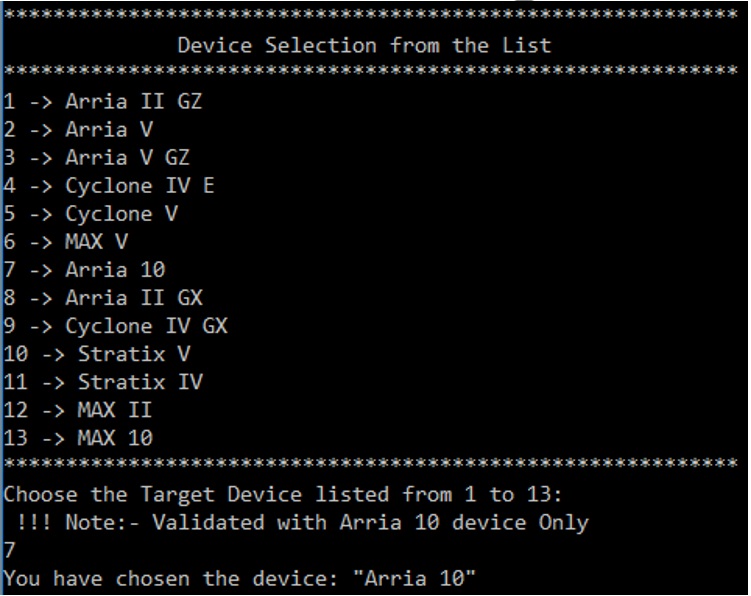 ***********************************************************
Device Selection from the List
***********************************************************
1 -> Arria II GZ
2 -> Arria V
3 -> Arria V GZ
4 -> Cyclone IV E
5 -> Cyclone V
6 -> MAX V
7 -> Arria 10
8 -> Arria II GX
9 -> Cyclone IV GX
10 -> Stratix V
11 -> Stratix IV
12 -> MAX II
13 -> MAX 10
***********************************************************
Choose the Target Device listed from 1 to 13:
!!! Note:- Validated with Arria 10 device Only
7
You have chosen the device: "Arria 10"